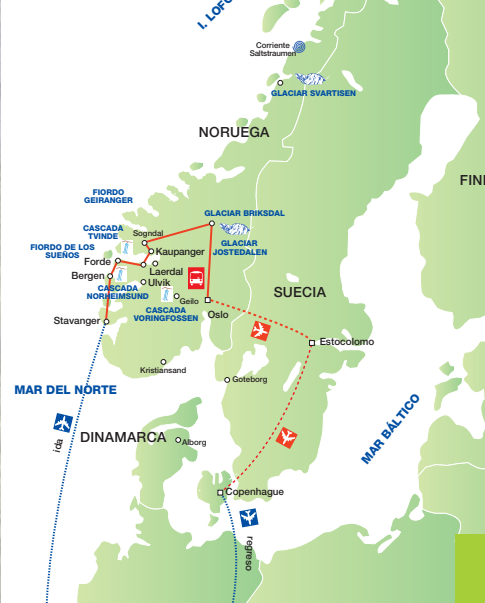 I. LOFO
Corriente
Saltstraumen
GLACIAR SVARTISEN
NORUEGA
FIN
FIORDO
GEIRANGER
GLACIAR BRIKSDAL
CASCADA
TVINDE
Sogndal
GLACIAR
JOSTEDALEN
FIORDO DE LOS
SUEÑOS
Kaupanger
Forde
Laerdal
Bergen
Ulvik
CASCADA
NORHEIMSUND
Geilo
SUECIA
CASCADA
VORINGFOSSEN
Oslo
Stavanger
Estocolomo
Kristiansand
Goteborg
MAR DEL NORTE
MAR BÁLTICO
ida
DINAMARCA
Alborg
Copenhague
regreso